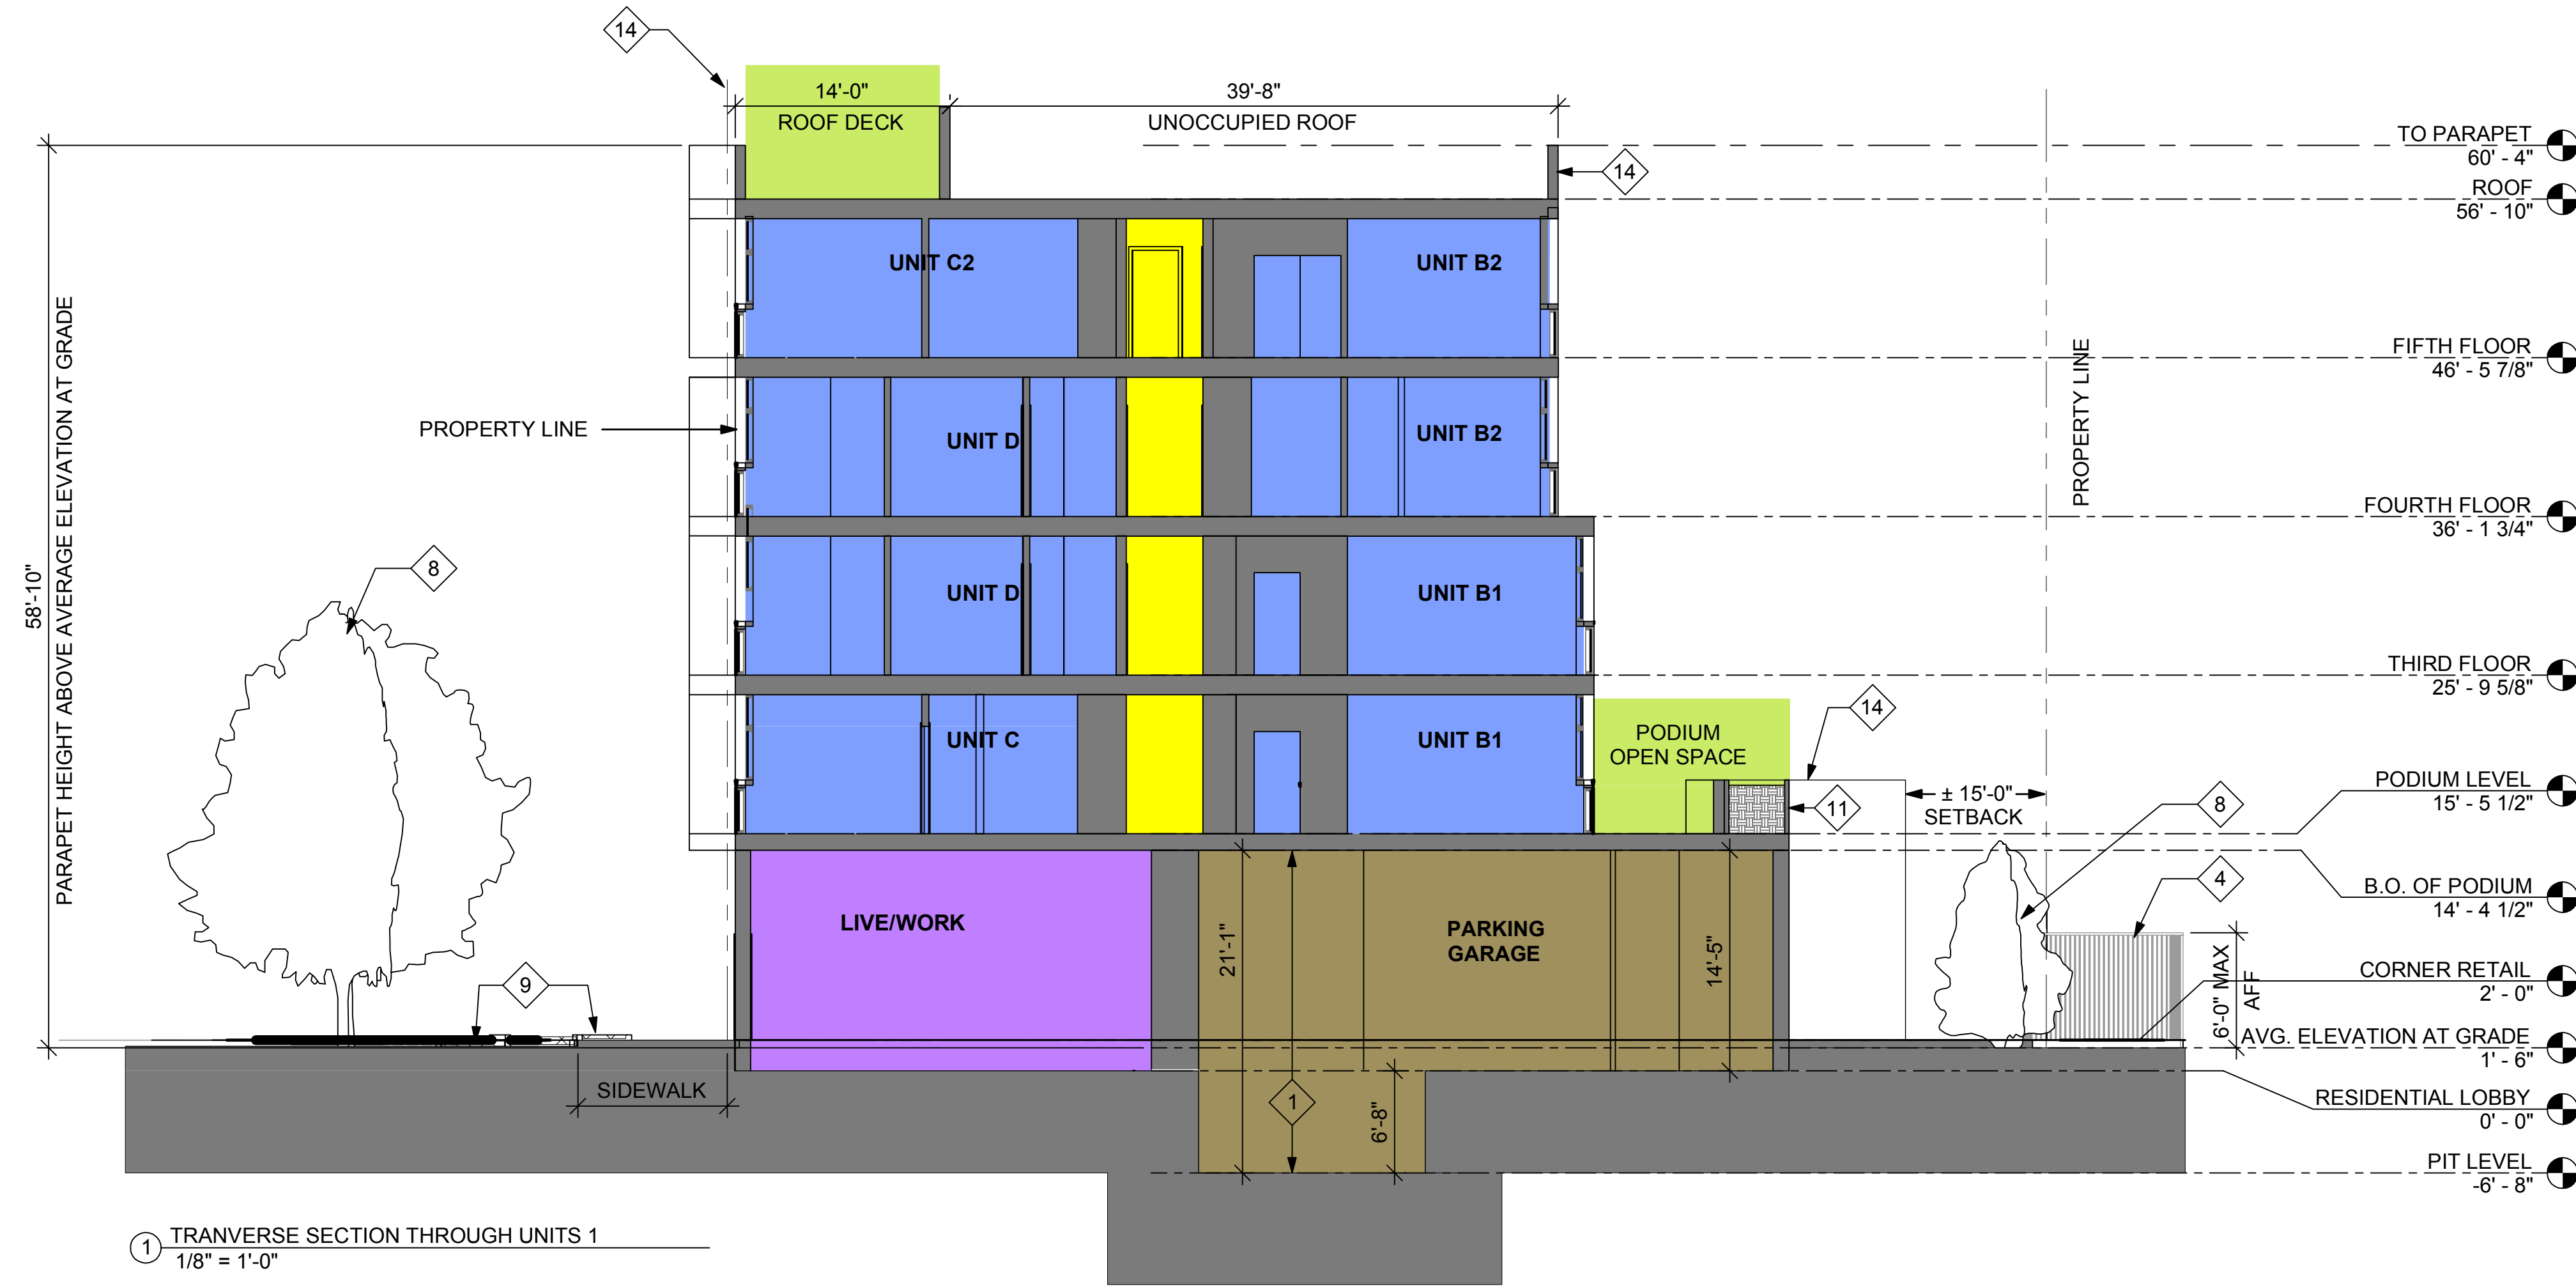 14
14'-0"
39'-8"
ROOF DECK
UNOCCUPIED ROOF
TO PARAPET
60' - 4"
14
ROOF
56' - 10"
UNIT C2
UNIT B2
FIFTH FLOOR
46' - 5 7/8"
PROPERTY LINE
PROPERTY LINE
UNIT D
UNIT B2
FOURTH FLOOR
36' - 1 3/4"
58'-10"
PARAPET HEIGHT ABOVE AVERAGE ELEVATION AT GRADE
8
UNIT D
UNIT B1
THIRD FLOOR
25' - 9 5/8"
14
UNIT C
UNIT B1
PODIUM
OPEN SPACE
PODIUM LEVEL
15' - 5 1/2"
± 15'-0"
SETBACK
11
8
4
B.O. OF PODIUM
14' - 4 1/2"
LIVE/WORK
PARKING
GARAGE
21'-1"
14'-5"
9
6'-0" MAX
AFF
CORNER RETAIL
2' - 0"
AVG. ELEVATION AT GRADE
1' - 6"
SIDEWALK
1
6'-8"
RESIDENTIAL LOBBY
0' - 0"
PIT LEVEL
-6' - 8"
1
TRANVERSE SECTION THROUGH UNITS 1
1/8" = 1'-0"